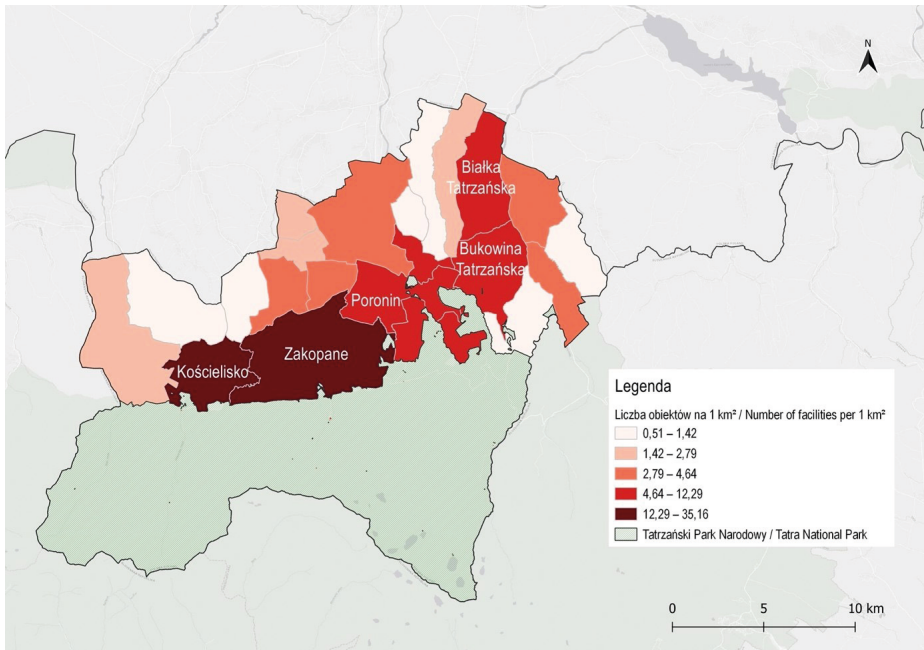 N
Białka
Tatrzańska
Bukowina
Tatrzańska
Poronin
Zakopane
Kościelisko
Legenda
Liczba obiektów na 1 km² / Number of facilities per 1 km²
0,51 – 1,42
1,42 – 2,79
2,79 – 4,64
4,64 – 12,29
12,29 – 35,16
Tatrzański Park Narodowy / Tatra National Park
0 5 10 km